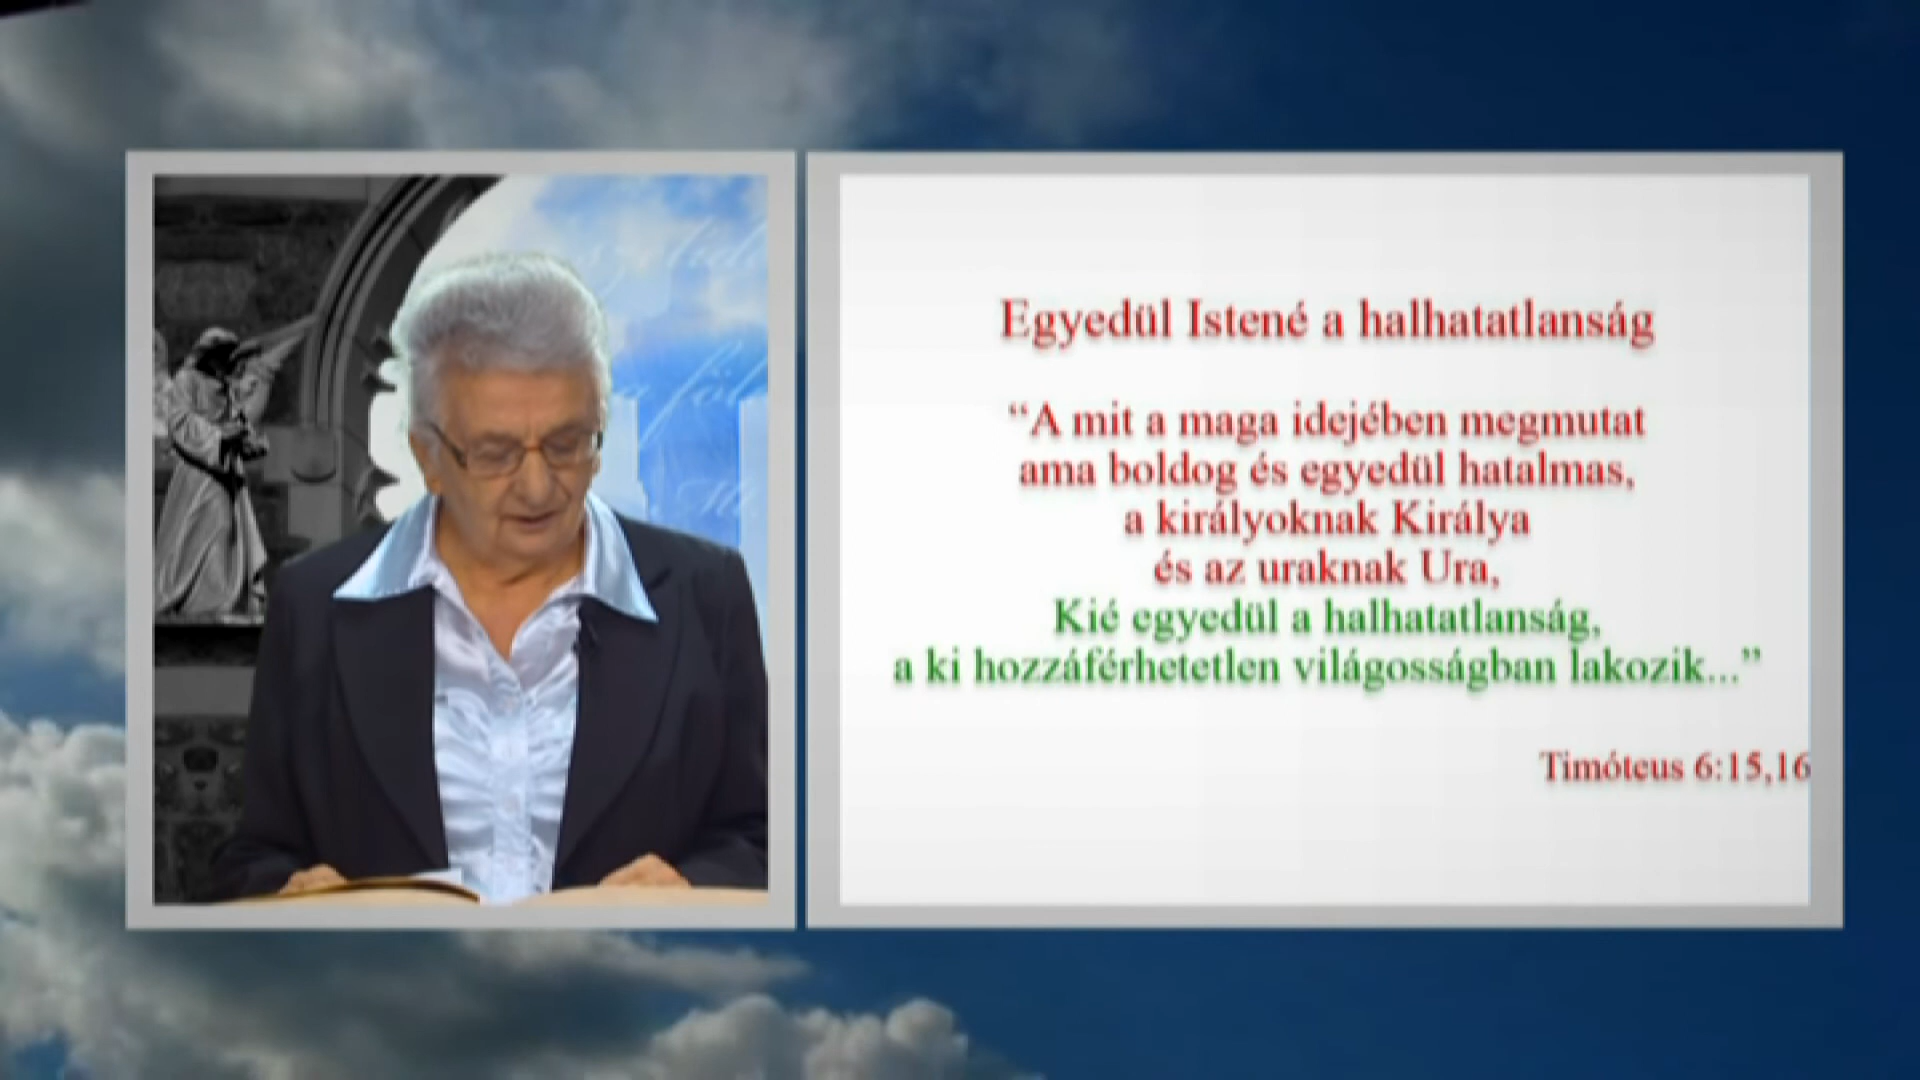 Egyedül Istené a halhatatlanság
“A mit a maga idejében megmutat
ama boldog és egyedül hatalmas,
a királyoknak Királya
és az uraknak Ura,
Kié egyedül a halhatatlanság,
a ki hozzáférhetetlen világosságban lakozik...”
Timóteus 6:15,16